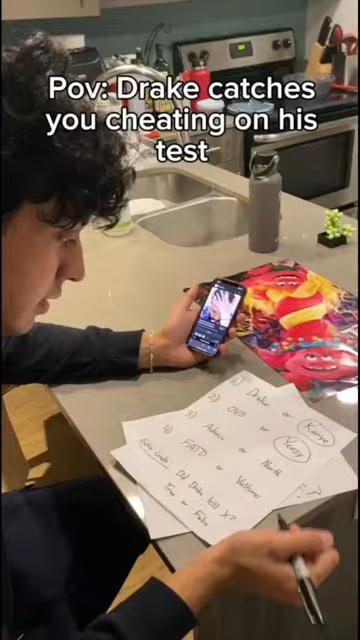 Pov: Drake catches
you cheating on his
test
1) Drake or Kanye
2) OVO or Yeezy
3) Adonis or North
4) FATD or Vultures
Extra Credit:
Did Drake kill X?
True or False